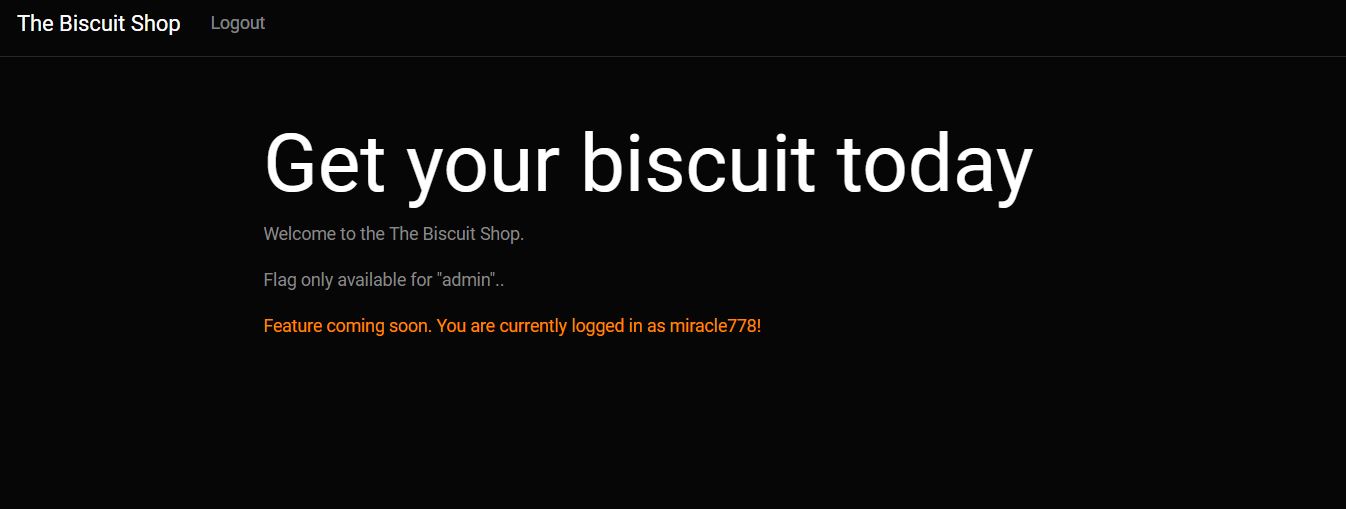 The Biscuit Shop Logout
Get your biscuit today
Welcome to the The Biscuit Shop.
Flag only available for "admin"..
Feature coming soon. You are currently logged in as miracle778!